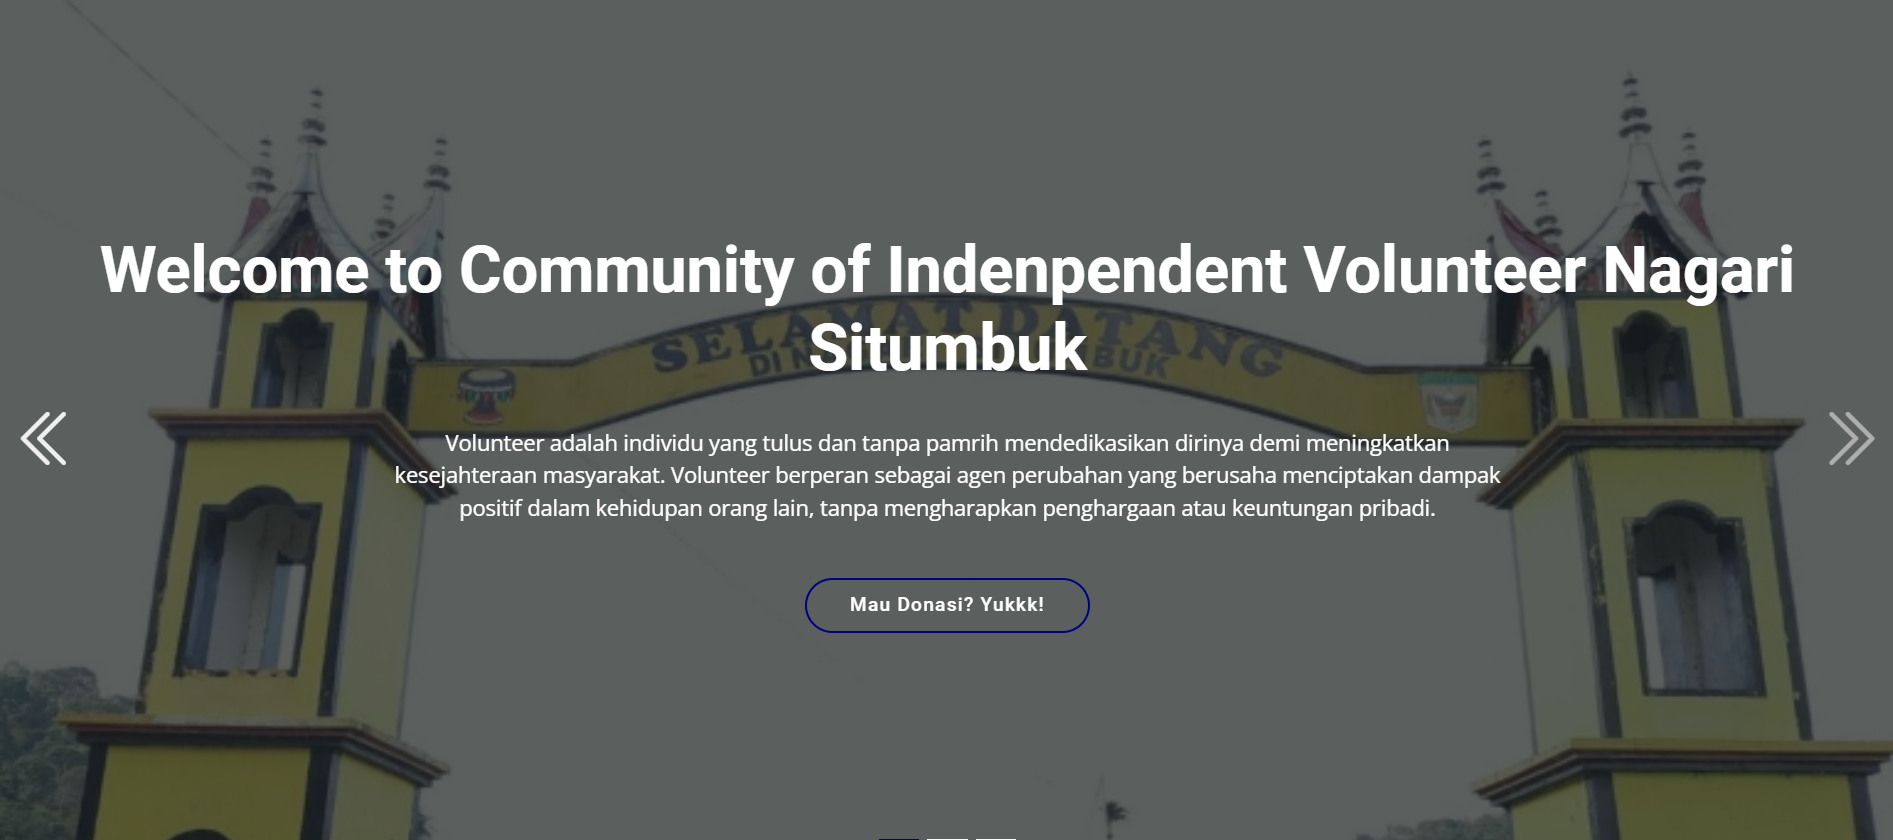 Welcome to Community of Indenpendent Volunteer Nagari
Situmbuk
SELAMAT DATANG
DI
Volunteer adalah individu yang tulus dan tanpa pamrih mendedikasikan dirinya demi meningkatkan
kesejahteraan masyarakat. Volunteer berperan sebagai agen perubahan yang berusaha menciptakan dampak
positif dalam kehidupan orang lain, tanpa mengharapkan penghargaan atau keuntungan pribadi.
Mau Donasi? Yukkk!